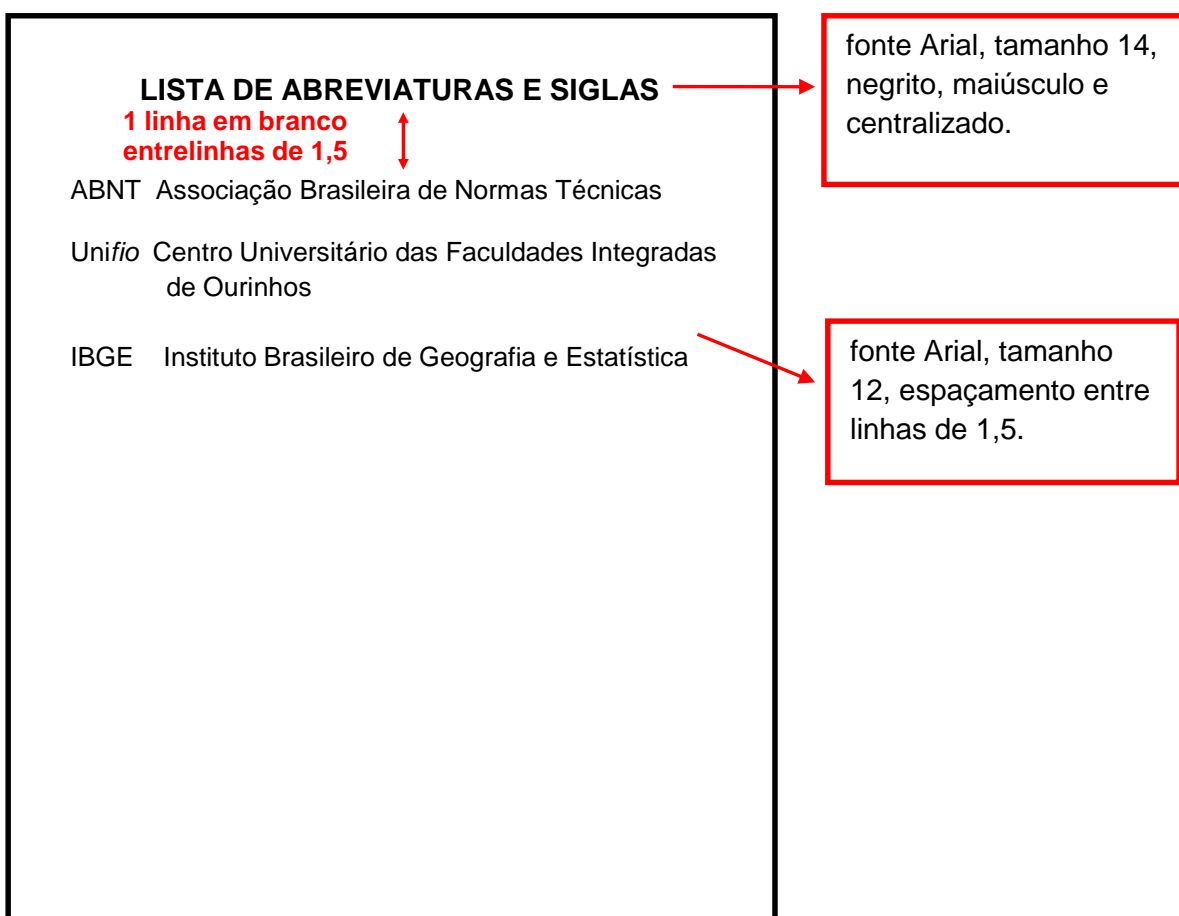 LISTA DE ABREVIATURAS E SIGLAS
1 linha em branco
entrelinhas de 1,5
ABNT Associação Brasileira de Normas Técnicas
Unifio Centro Universitário das Faculdades Integradas
de Ourinhos
IBGE Instituto Brasileiro de Geografia e Estatística
fonte Arial, tamanho 14,
negrito, maiúsculo e
centralizado.
fonte Arial, tamanho
12, espaçamento entre
linhas de 1,5.